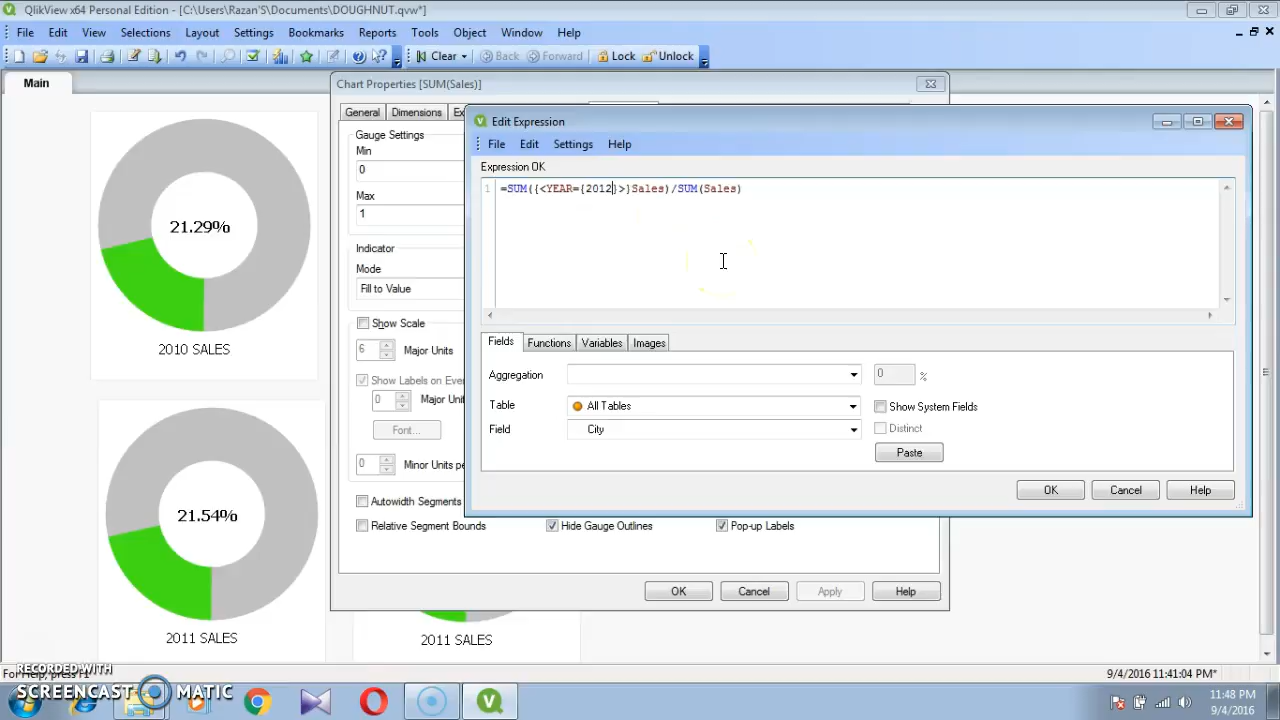 QlikView x64 Personal Edition - [C:\Users\Razan'S\Documents\DOUGHNUT.qvw*]
File Edit View Selections Layout Settings Bookmarks Reports Tools Object Window Help
Clear Back Forward Lock Unlock
Main
Chart Properties [SUM(Sales)]
General Dimensions Ex
Gauge Settings
Min
0
Max
1
Indicator
Mode
Fill to Value
Show Scale
6 Major Units
Show Labels on Ever
0 Major Unit
Font...
0 Minor Units pe
Autowidth Segments
Relative Segment Bounds Hide Gauge Outlines Pop-up Labels
OK Cancel Apply Help
Edit Expression
File Edit Settings Help
Expression OK
1 =SUM({<YEAR={2012}>}Sales)/SUM(Sales)
Fields Functions Variables Images
Aggregation 0 %
Table All Tables Show System Fields
Field City Distinct
Paste
OK Cancel Help
21.29%
2010 SALES
21.54%
2011 SALES
2011 SALES
For Help, press F1 9/4/2016 11:41:04 PM*
RECORDED WITH
SCREENCAST MATIC
11:48 PM
9/4/2016